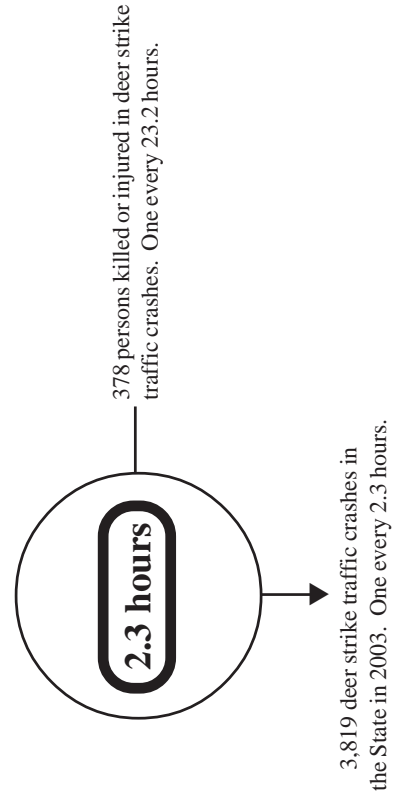 378 persons killed or injured in deer strike
traffic crashes. One every 23.2 hours.
2.3 hours
3,819 deer strike traffic crashes in
the State in 2003. One every 2.3 hours.